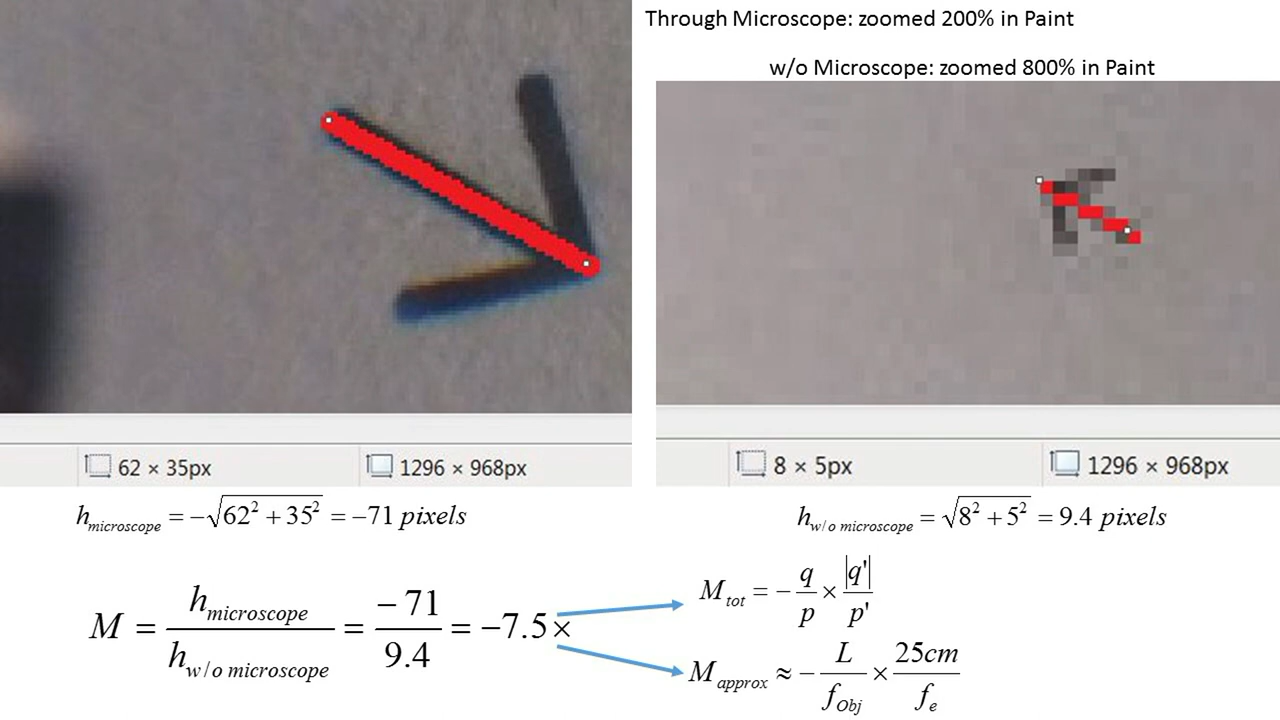 Through Microscope: zoomed 200% in Paint
w/o Microscope: zoomed 800% in Paint
62 × 35px
1296 × 968px
8 × 5px
1296 × 968px
h_microscope = −√(62² + 35²) = −71 pixels
h_w/o microscope = √(8² + 5²) = 9.4 pixels
M = h_microscope / h_w/o microscope = −71 / 9.4 = −7.5×
M_tot = − q/p × |q'|/p'
M_approx ≈ − L/f_Obj × 25cm/f_e